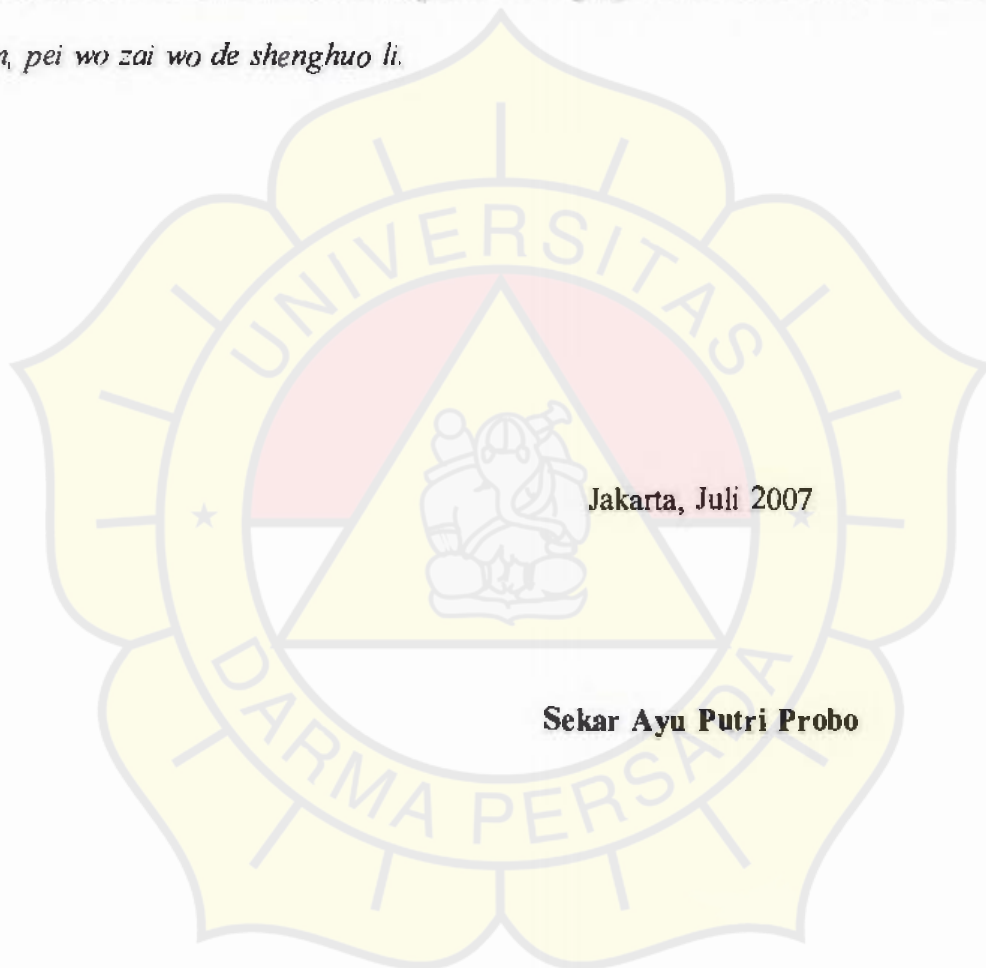 pei wo zai wo de shenghuo li.
UNIVERSITAS
Jakarta, Juli 2007
Sekar Ayu Putri Probo
DARMA PERSADA